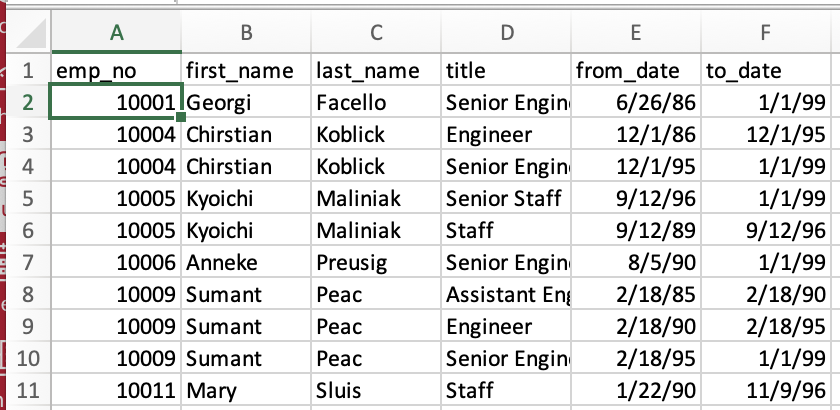 A B C D E F
1 emp_no first_name last_name title from_date to_date
2 10001 Georgi Facello Senior Engin 6/26/86 1/1/99
3 10004 Chirstian Koblick Engineer 12/1/86 12/1/95
4 10004 Chirstian Koblick Senior Engin 12/1/95 1/1/99
5 10005 Kyoichi Maliniak Senior Staff 9/12/96 1/1/99
6 10005 Kyoichi Maliniak Staff 9/12/89 9/12/96
7 10006 Anneke Preusig Senior Engin 8/5/90 1/1/99
8 10009 Sumant Peac Assistant Eng 2/18/85 2/18/90
9 10009 Sumant Peac Engineer 2/18/90 2/18/95
10 10009 Sumant Peac Senior Engin 2/18/95 1/1/99
11 10011 Mary Sluis Staff 1/22/90 11/9/96